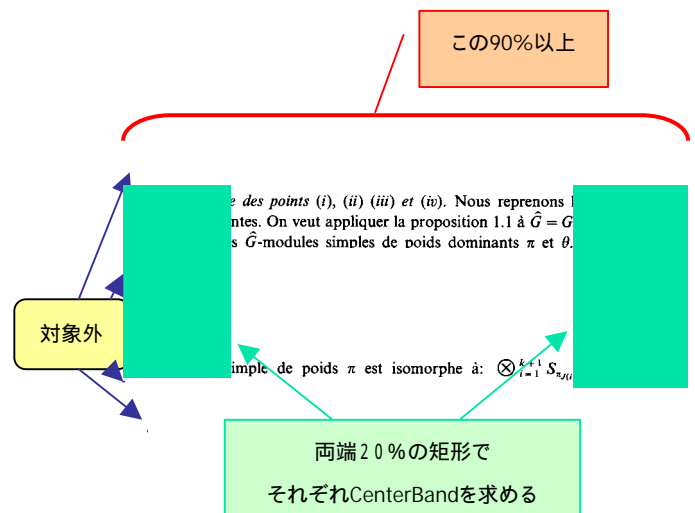 この90%以上
des points (i), (ii) (iii) et (iv). Nous reprenons
ntes. On veut appliquer la proposition 1.1 à Ĝ = G
s Ĝ-modules simples de poids dominants π et θ.
対象外
imple de poids π est isomorphe à:
両端20%の矩形で
それぞれCenterBandを求める